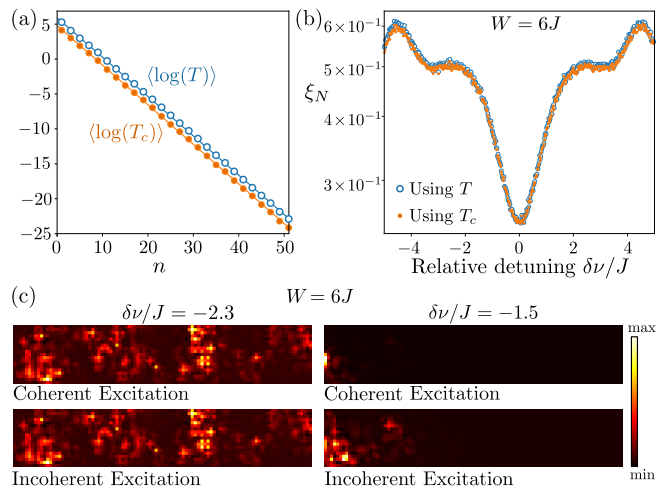 (a)
5
0
−5
−10
−15
−20
−25
⟨log(T)⟩
⟨log(T_c)⟩
0 10 20 30 40 50
n
(b)
W = 6J
6 × 10⁻¹
5 × 10⁻¹
ξ_N
4 × 10⁻¹
3 × 10⁻¹
Using T
Using T_c
−4 −2 0 2 4
Relative detuning δν/J
(c)
W = 6J
δν/J = −2.3 δν/J = −1.5
Coherent Excitation Coherent Excitation
Incoherent Excitation Incoherent Excitation
max
min